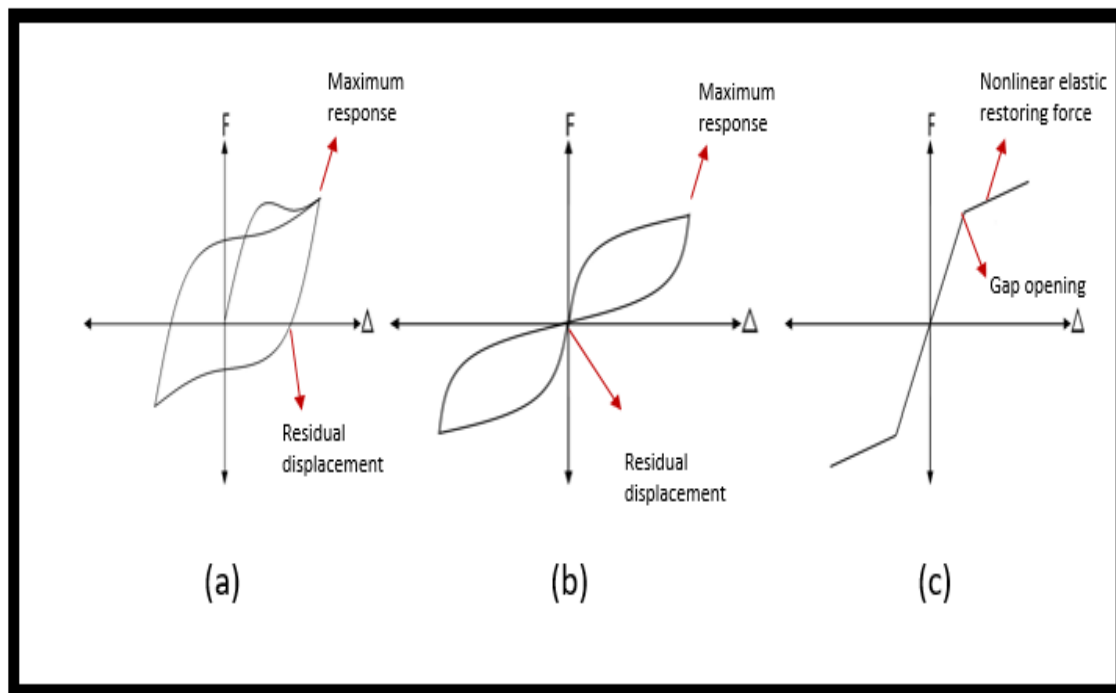 Maximum
response
F
Δ
Residual
displacement
(a)
Maximum
response
F
Δ
Residual
displacement
(b)
Nonlinear elastic
restoring force
F
Gap opening
Δ
(c)